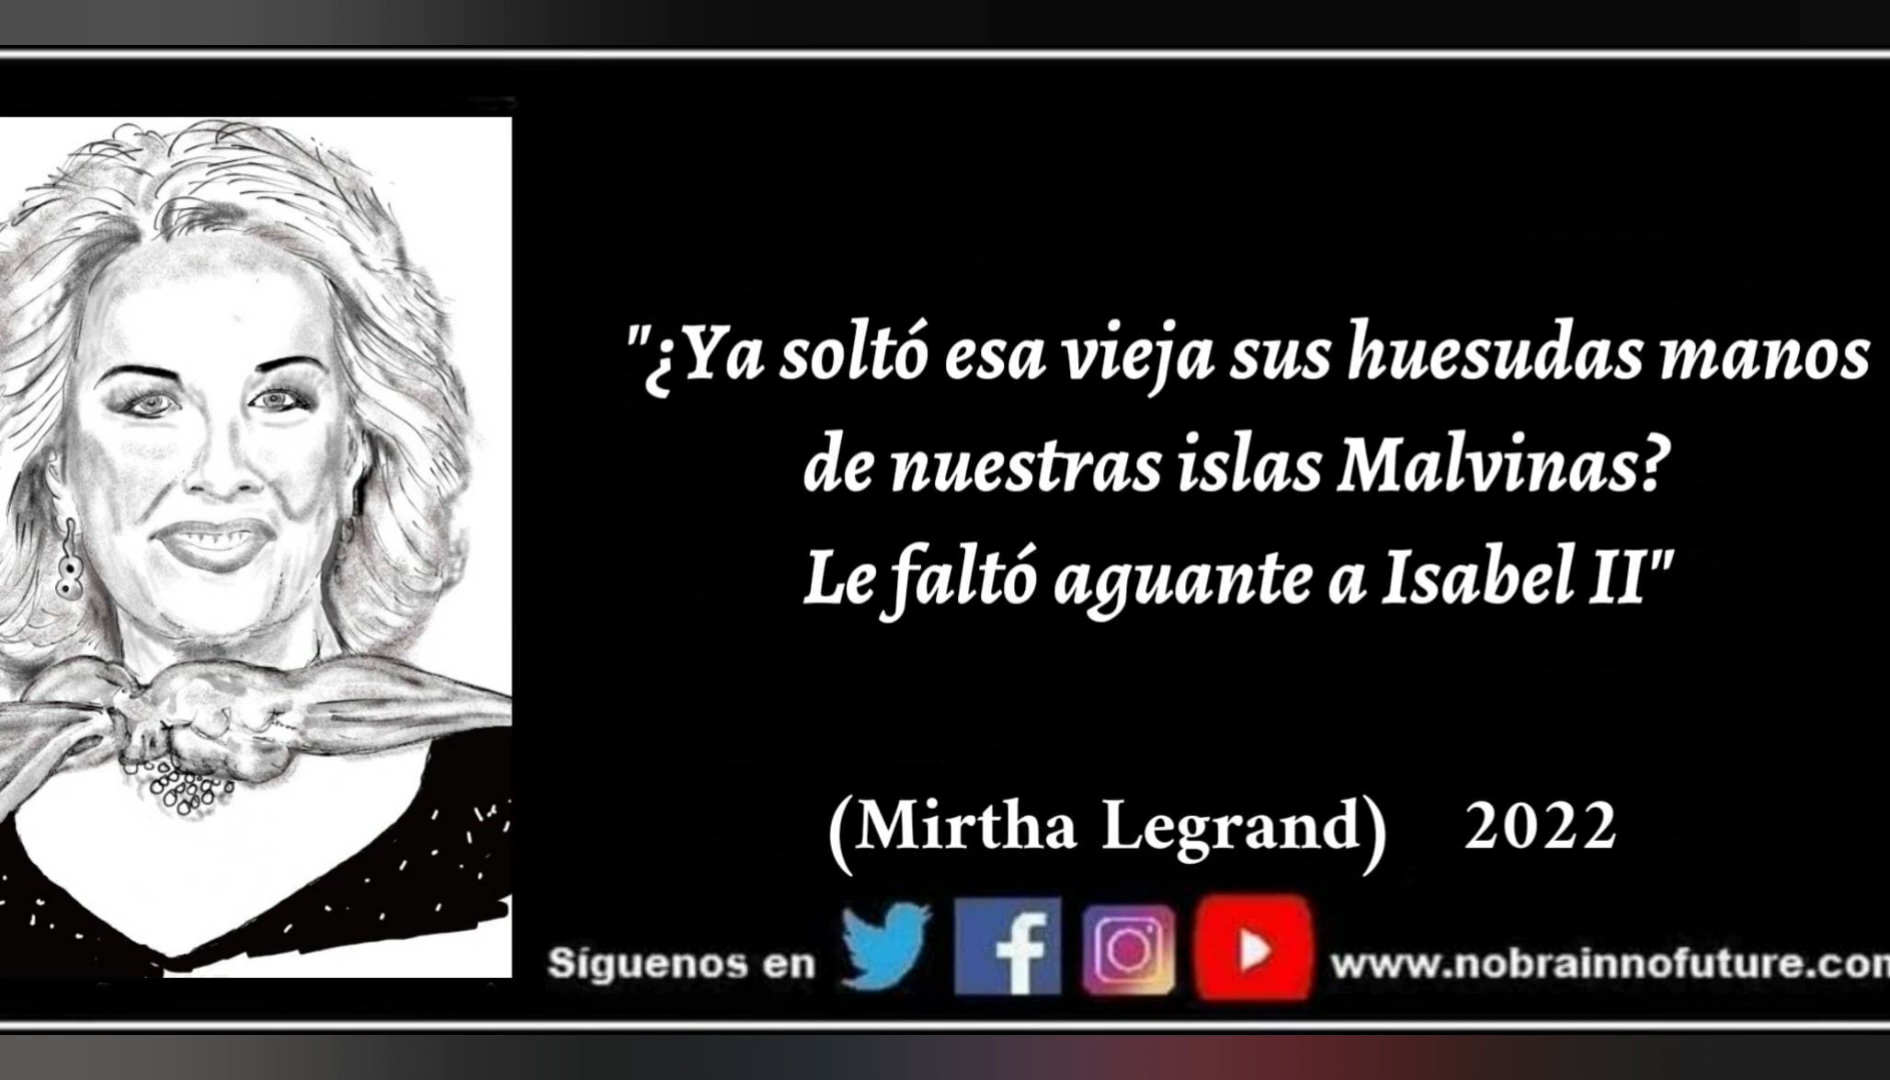 "¿Ya soltó esa vieja sus huesudas manos
de nuestras islas Malvinas?
Le faltó aguante a Isabel II"
(Mirtha Legrand) 2022
Síguenos en www.nobrainnofuture.com